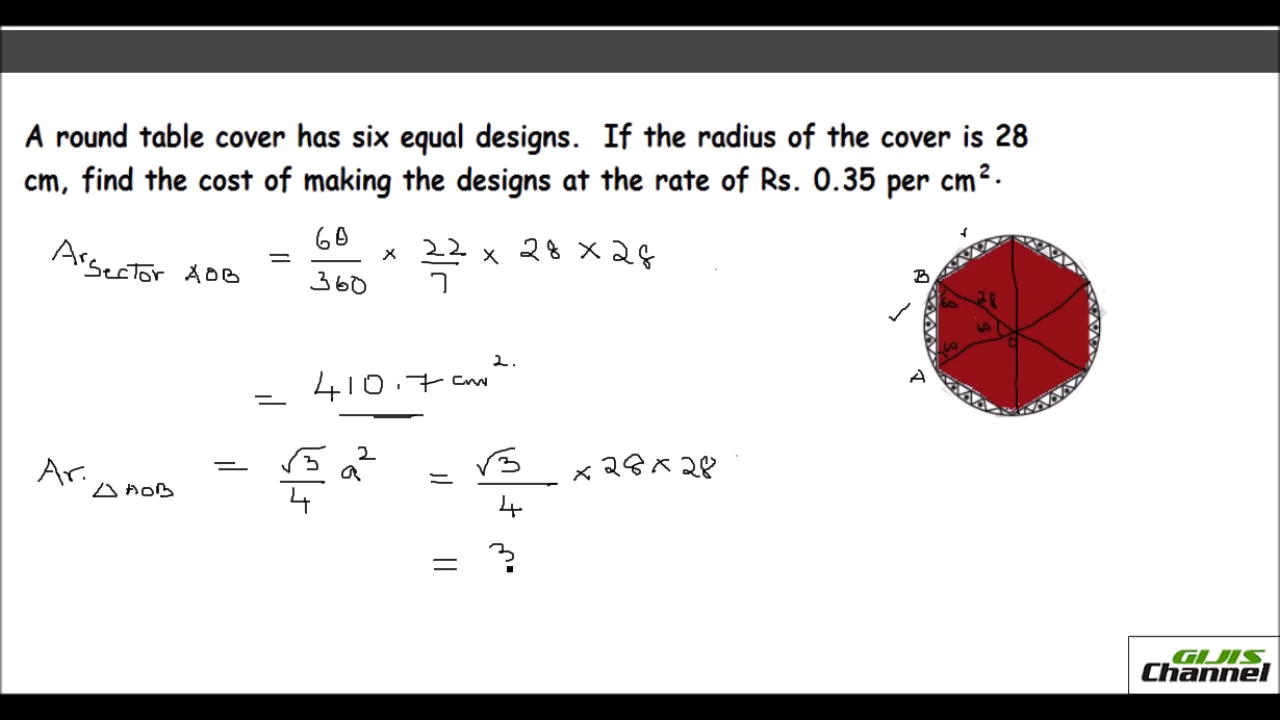 A round table cover has six equal designs. If the radius of the cover is 28
cm, find the cost of making the designs at the rate of Rs. 0.35 per cm².
Ar Sector AOB = 60/360 × 22/7 × 28 × 28
= 410.7 cm².
Ar. △AOB = √3/4 a² = √3/4 × 28 × 28
= 3
B
60
28
60
O
60
A
GIJIS
Channel